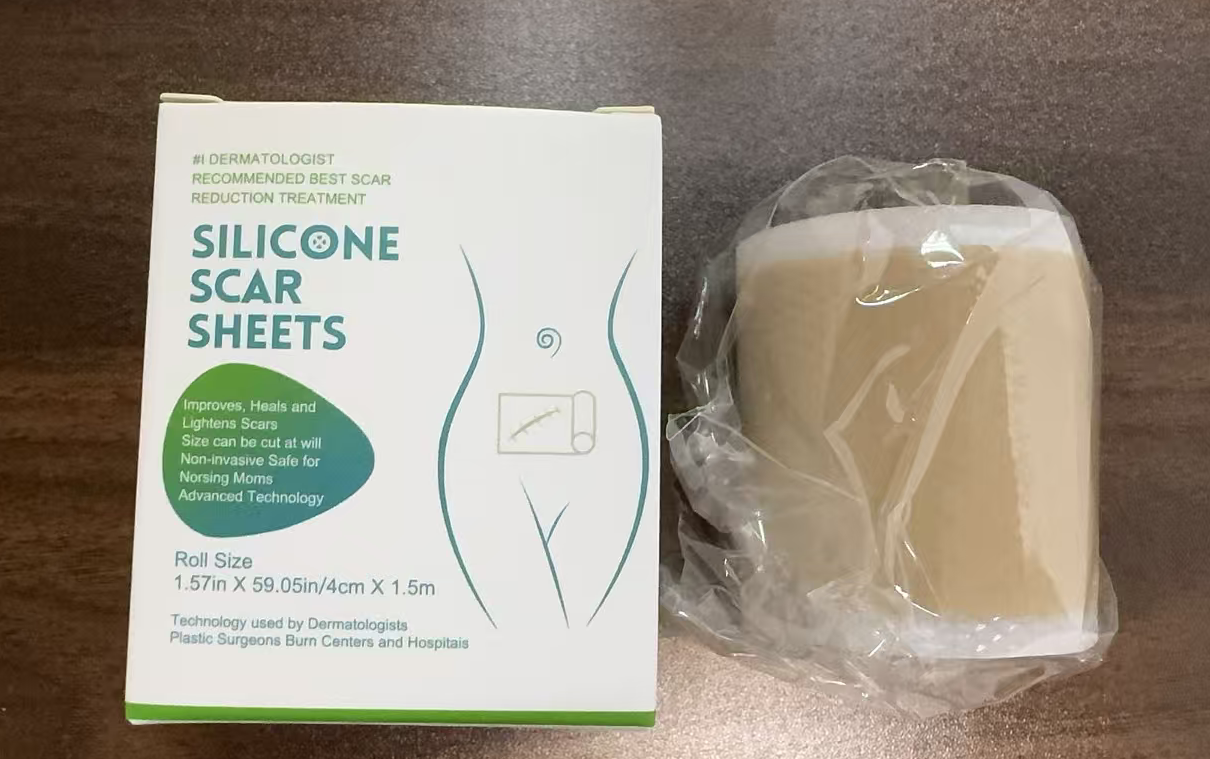 #I DERMATOLOGIST
RECOMMENDED BEST SCAR
REDUCTION TREATMENT
SILICONE
SCAR
SHEETS
Improves, Heals and
Lightens Scars
Size can be cut at will
Non-invasive Safe for
Norsing Moms
Advanced Technology
Roll Size
1.57in X 59.05in/4cm X 1.5m
Technology used by Dermatologists
Plastic Surgeons Burn Centers and Hospitais